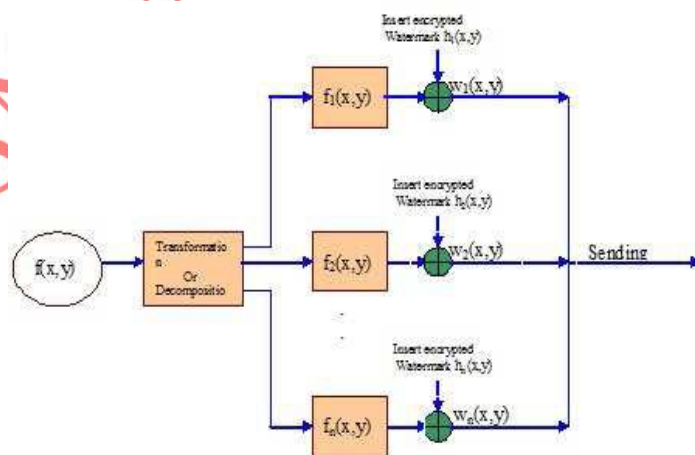 Insert encrypted
Watermark h₁(x,y)
f₁(x,y)
w₁(x,y)
Insert encrypted
Watermark h₂(x,y)
f(x,y)
Transformatio
n
Or
Decompositio
f₂(x,y)
w₂(x,y)
Sending
.
.
Insert encrypted
Watermark hₙ(x,y)
fₙ(x,y)
wₙ(x,y)